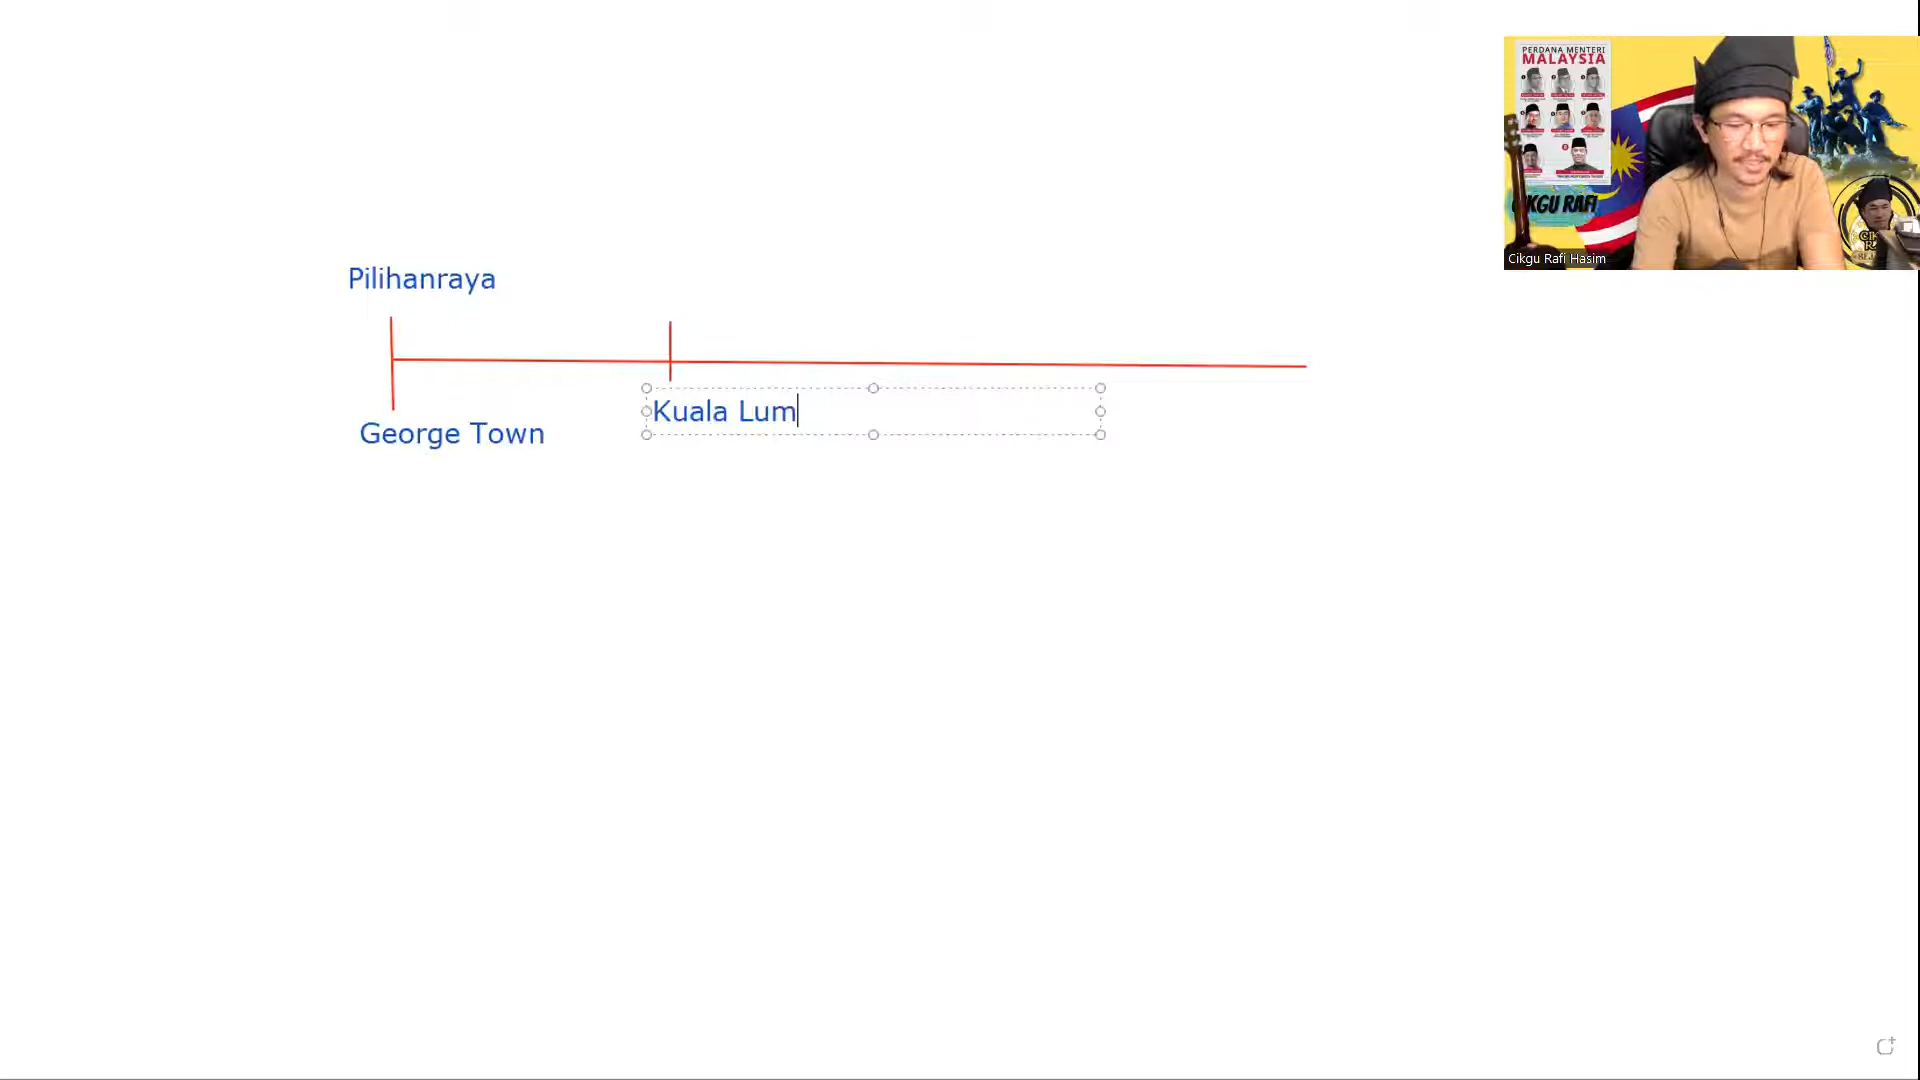 PERDANA MENTERI
MALAYSIA
CIKGU RAFI
Cikgu Rafi Hasim
Pilihanraya
Kuala Lum
George Town